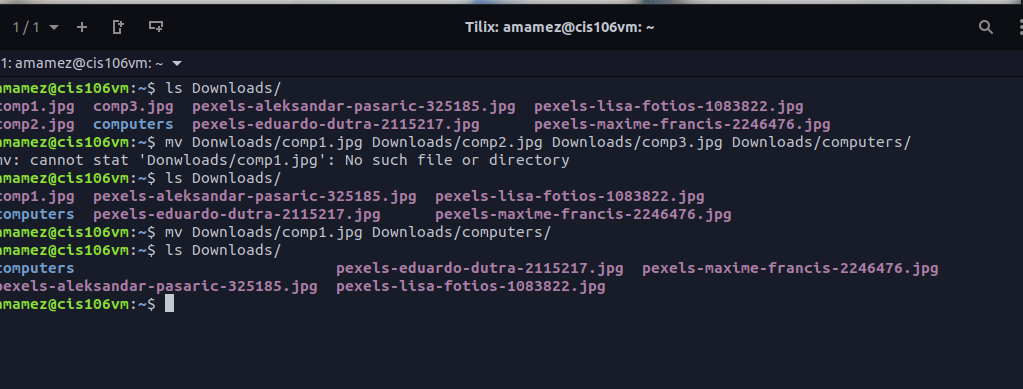 1 / 1
Tilix: amamez@cis106vm: ~
1: amamez@cis106vm: ~
amamez@cis106vm:~$ ls Downloads/
comp1.jpg comp3.jpg pexels-aleksandar-pasaric-325185.jpg pexels-lisa-fotios-1083822.jpg
comp2.jpg computers pexels-eduardo-dutra-2115217.jpg pexels-maxime-francis-2246476.jpg
amamez@cis106vm:~$ mv Donwloads/comp1.jpg Downloads/comp2.jpg Downloads/comp3.jpg Downloads/computers/
mv: cannot stat 'Donwloads/comp1.jpg': No such file or directory
amamez@cis106vm:~$ ls Downloads/
comp1.jpg pexels-aleksandar-pasaric-325185.jpg pexels-lisa-fotios-1083822.jpg
computers pexels-eduardo-dutra-2115217.jpg pexels-maxime-francis-2246476.jpg
amamez@cis106vm:~$ mv Downloads/comp1.jpg Downloads/computers/
amamez@cis106vm:~$ ls Downloads/
computers pexels-eduardo-dutra-2115217.jpg pexels-maxime-francis-2246476.jpg
pexels-aleksandar-pasaric-325185.jpg pexels-lisa-fotios-1083822.jpg
amamez@cis106vm:~$